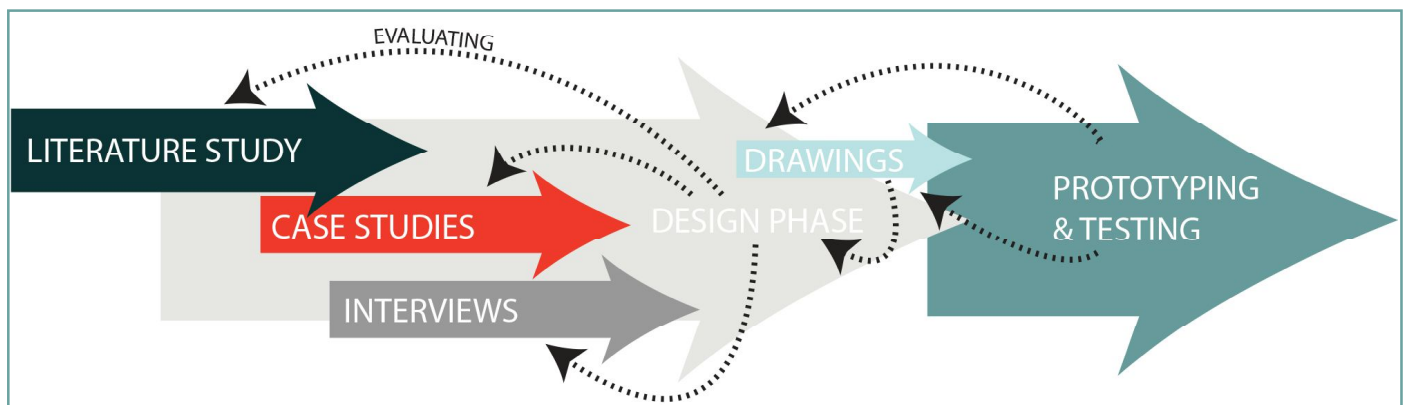 EVALUATING
LITERATURE STUDY
DRAWINGS
CASE STUDIES
DESIGN PHASE
PROTOTYPING
& TESTING
INTERVIEWS